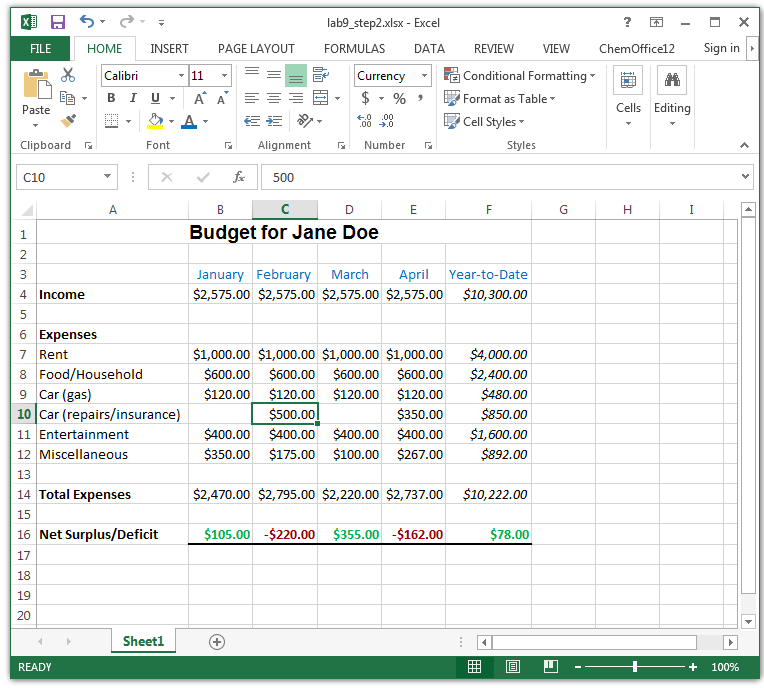 lab9_step2.xlsx - Excel
FILE HOME INSERT PAGE LAYOUT FORMULAS DATA REVIEW VIEW ChemOffice12 Sign in
Calibri 11 Currency Conditional Formatting
B I U A A $ % , Format as Table
Paste A .00 .00 Cell Styles Cells Editing
Clipboard Font Alignment Number Styles
C10 fx 500
A B C D E F G H I
1 Budget for Jane Doe
2
3 January February March April Year-to-Date
4 Income $2,575.00 $2,575.00 $2,575.00 $2,575.00 $10,300.00
5
6 Expenses
7 Rent $1,000.00 $1,000.00 $1,000.00 $1,000.00 $4,000.00
8 Food/Household $600.00 $600.00 $600.00 $600.00 $2,400.00
9 Car (gas) $120.00 $120.00 $120.00 $120.00 $480.00
10 Car (repairs/insurance) $500.00 $350.00 $850.00
11 Entertainment $400.00 $400.00 $400.00 $400.00 $1,600.00
12 Miscellaneous $350.00 $175.00 $100.00 $267.00 $892.00
13
14 Total Expenses $2,470.00 $2,795.00 $2,220.00 $2,737.00 $10,222.00
15
16 Net Surplus/Deficit $105.00 -$220.00 $355.00 -$162.00 $78.00
17
18
19
20
Sheet1
READY 100%